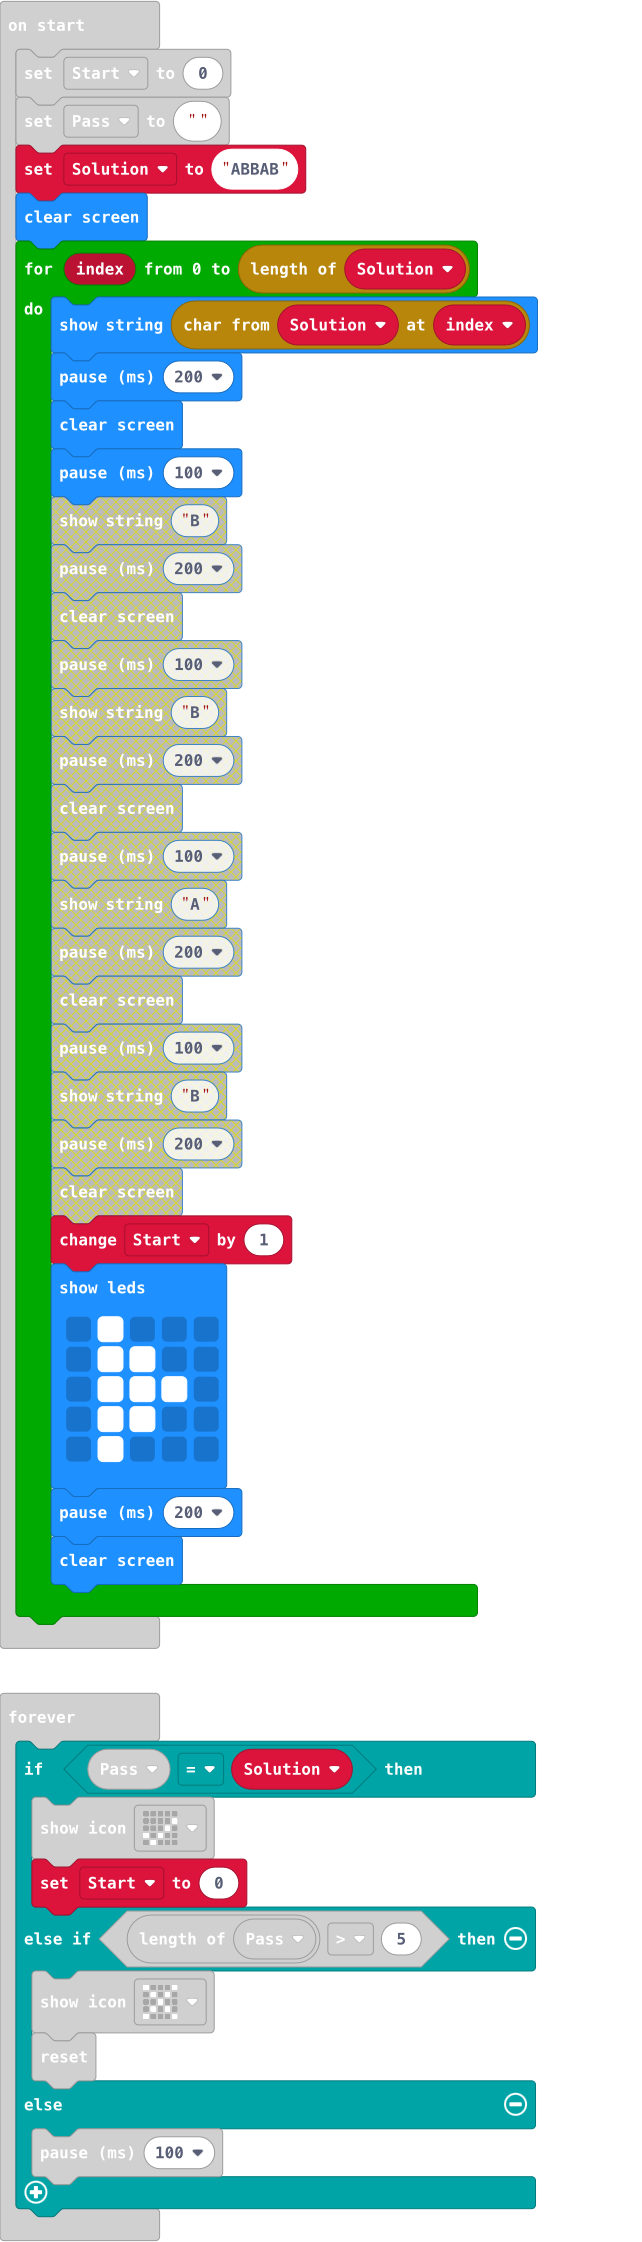 on start
set Start to 0
set Pass to " "
set Solution to "ABBAB"
clear screen
for index from 0 to length of Solution
do
show string char from Solution at index
pause (ms) 200
clear screen
pause (ms) 100
show string "B"
pause (ms) 200
clear screen
pause (ms) 100
show string "B"
pause (ms) 200
clear screen
pause (ms) 100
show string "A"
pause (ms) 200
clear screen
pause (ms) 100
show string "B"
pause (ms) 200
clear screen
change Start by 1
show leds
pause (ms) 200
clear screen
forever
if Pass = Solution then
show icon
set Start to 0
else if length of Pass > 5 then
show icon
reset
else
pause (ms) 100